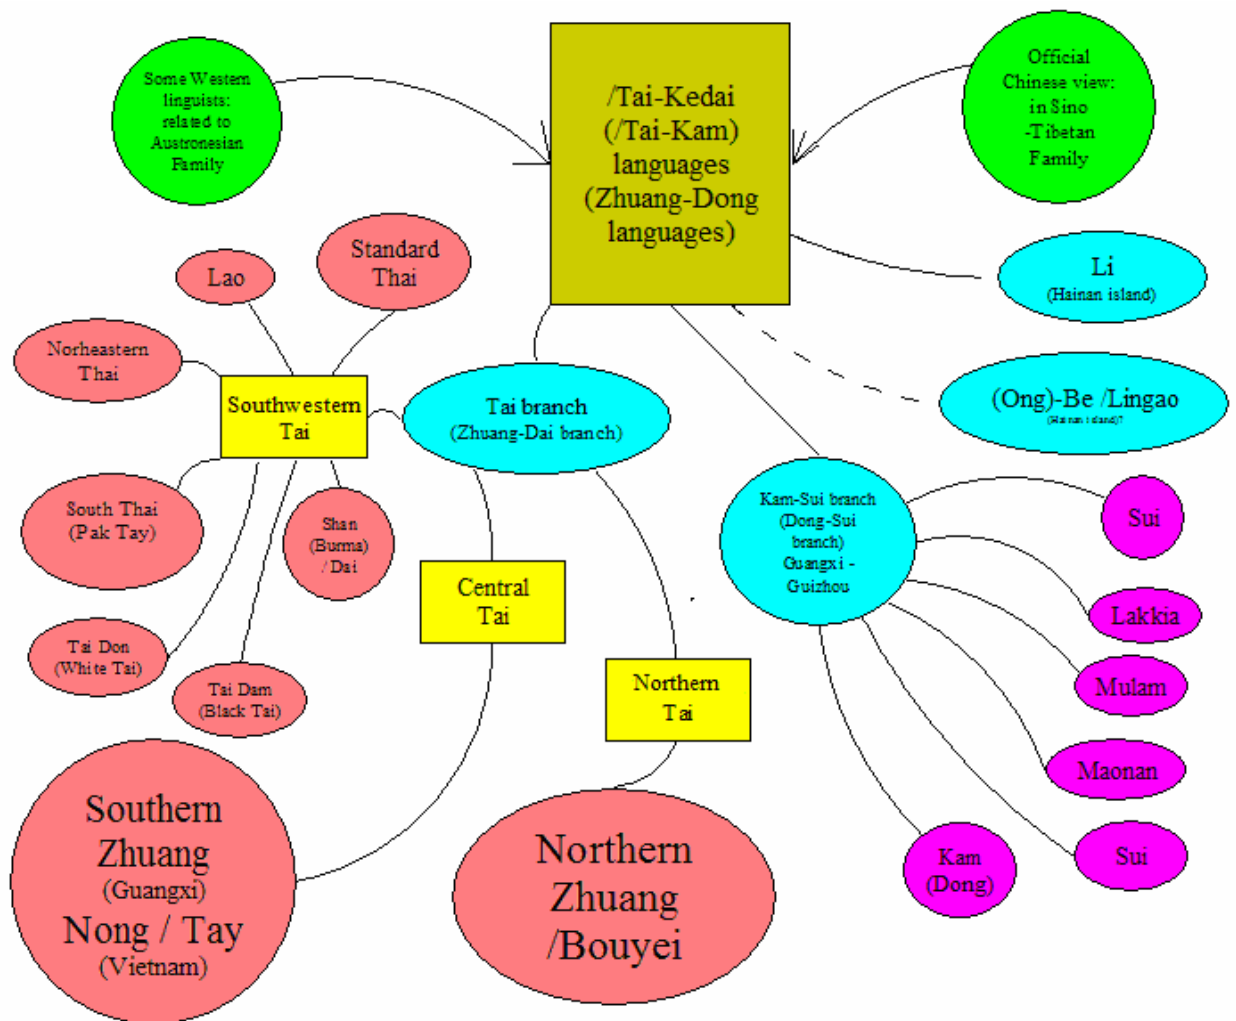 Some Western
linguists:
related to
Austronesian
Family
/Tai-Kedai
(/Tai-Kam)
languages
(Zhuang-Dong
languages)
Official
Chinese view:
in Sino
-Tibetan
Family
Lao
Standard
Thai
Li
(Hainan island)
Norheastern
Thai
Southwestern
Tai
Tai branch
(Zhuang-Dai branch)
(Ong)-Be /Lingao
(Hainan island)?
South Thai
(Pak Tay)
Shan
(Burma)
/ Dai
Kam-Sui branch
(Dong-Sui
branch)
Guangxi -
Guizhou
Sui
Central
Tai
Lakkia
Tai Don
(White Tai)
Tai Dam
(Black Tai)
Northern
Tai
Mulam
Maonan
Southern
Zhuang
(Guangxi)
Nong / Tay
(Vietnam)
Northern
Zhuang
/Bouyei
Kam
(Dong)
Sui